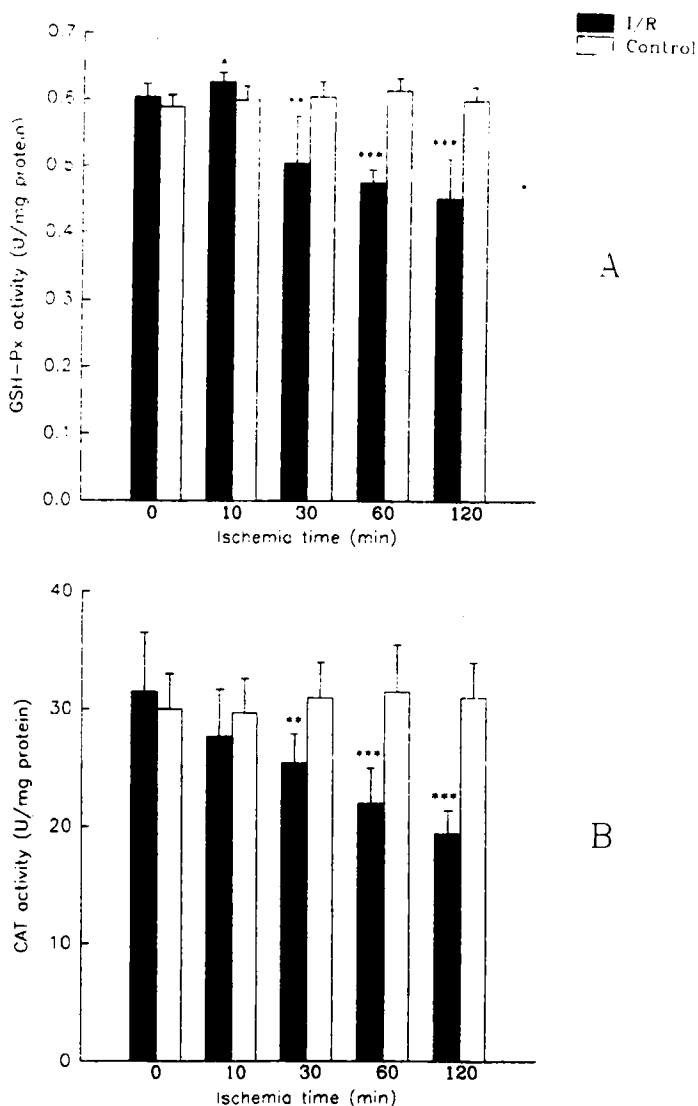 I/R
Control
0.7
0.6
0.5
0.4
0.3
0.2
0.1
0.0
GSH-Px activity (U/mg protein)
*
**
***
***
A
0 10 30 60 120
Ischemia time (min)
40
30
20
10
0
CAT activity (U/mg protein)
**
***
***
B
0 10 30 60 120
Ischemia time (min)